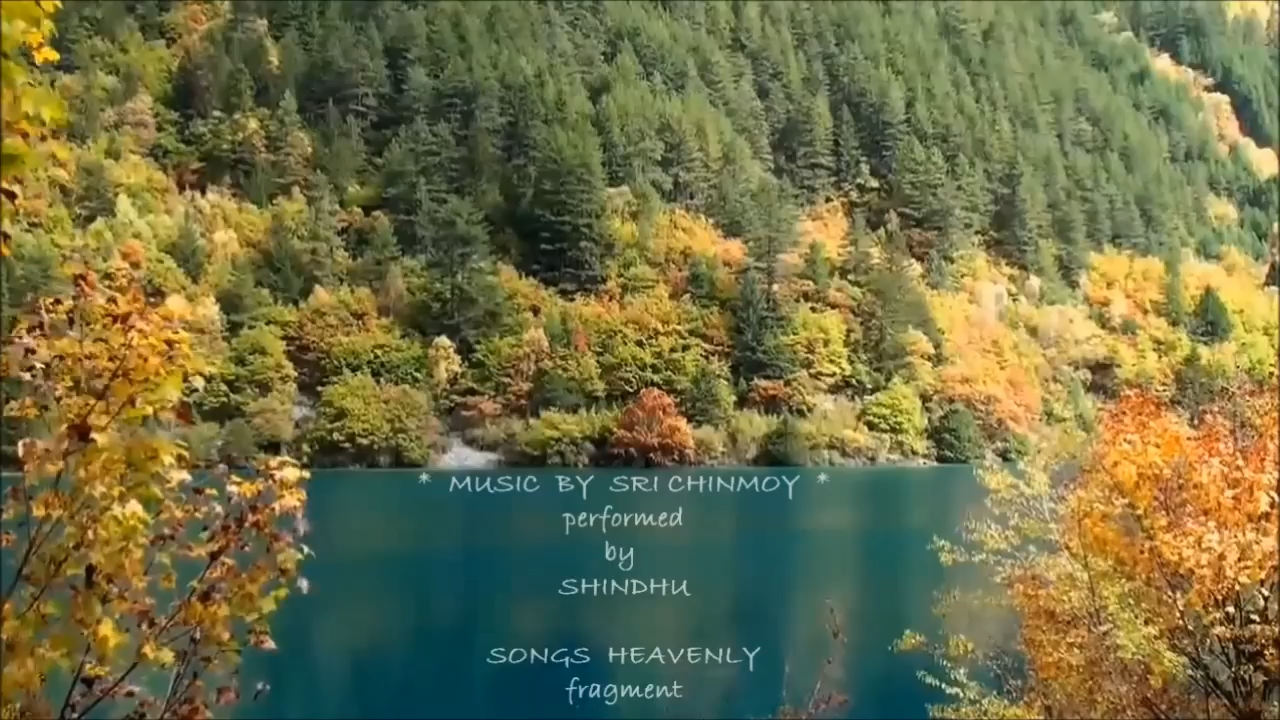 * MUSIC BY SRI CHINMOY *
performed
by
SHINDHU
SONGS HEAVENLY
fragment